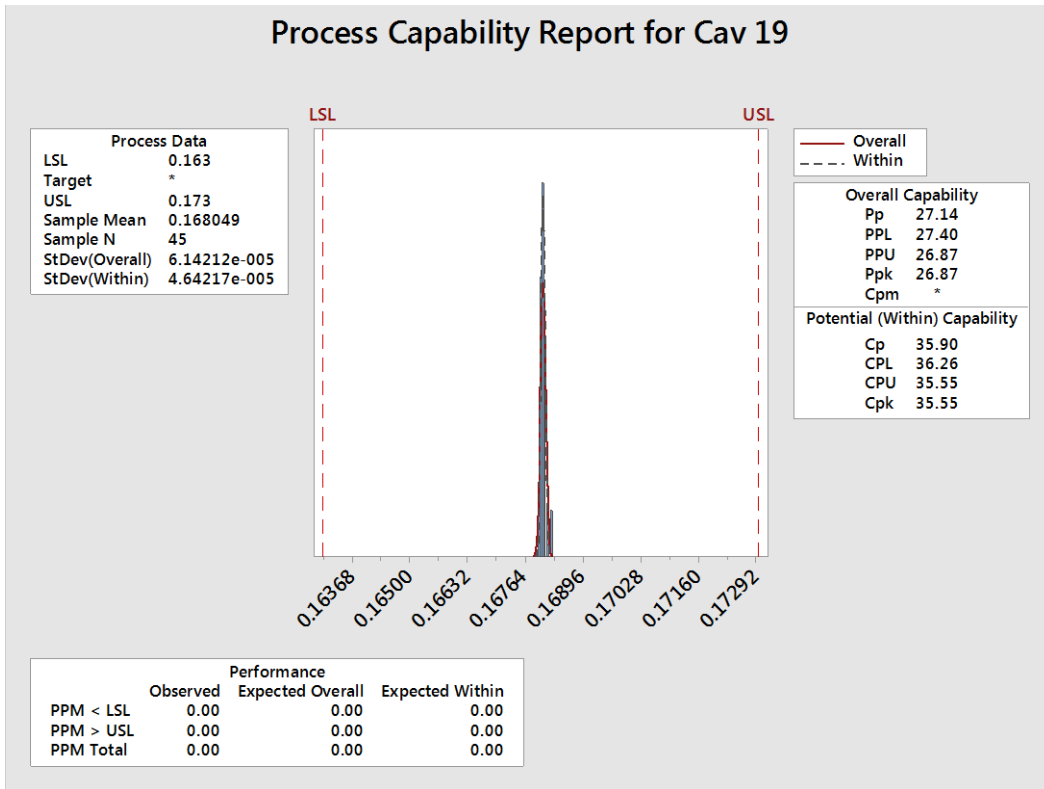 Process Capability Report for Cav 19
LSL
USL
Process Data
LSL 0.163
Target *
USL 0.173
Sample Mean 0.168049
Sample N 45
StDev(Overall) 6.14212e-005
StDev(Within) 4.64217e-005
Overall
Within
Overall Capability
Pp 27.14
PPL 27.40
PPU 26.87
Ppk 26.87
Cpm *
Potential (Within) Capability
Cp 35.90
CPL 36.26
CPU 35.55
Cpk 35.55
0.16368 0.16500 0.16632 0.16764 0.16896 0.17028 0.17160 0.17292
Performance
Observed Expected Overall Expected Within
PPM < LSL 0.00 0.00 0.00
PPM > USL 0.00 0.00 0.00
PPM Total 0.00 0.00 0.00